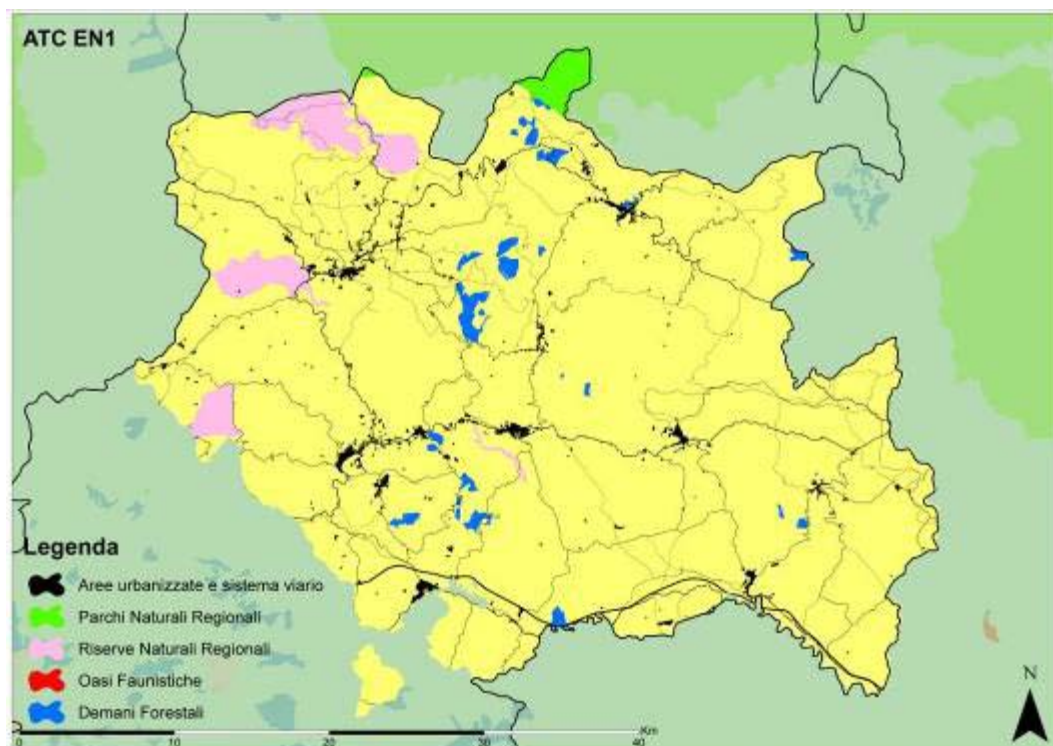 ATC EN1
Legenda
Aree urbanizzate e sistema viario
Parchi Naturali Regionali
Riserve Naturali Regionali
Oasi Faunistiche
Demani Forestali
N
0 10 20 30 40 Km